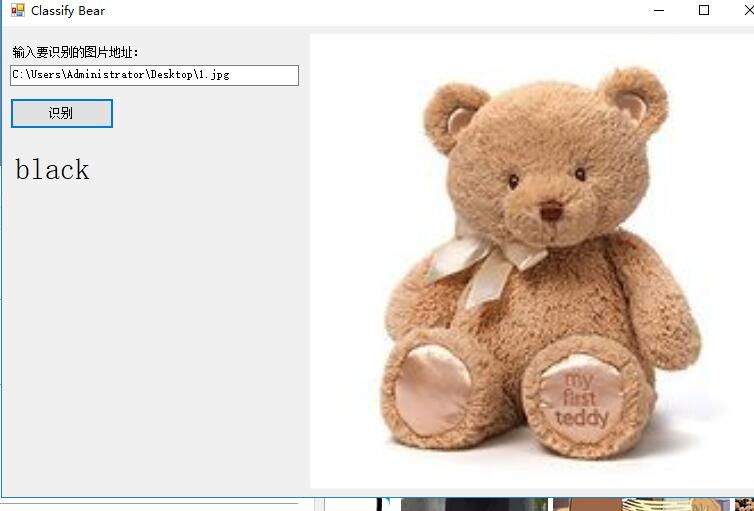 Classify Bear
输入要识别的图片地址：
C:\Users\Administrator\Desktop\1.jpg
识别
black
my
first
teddy